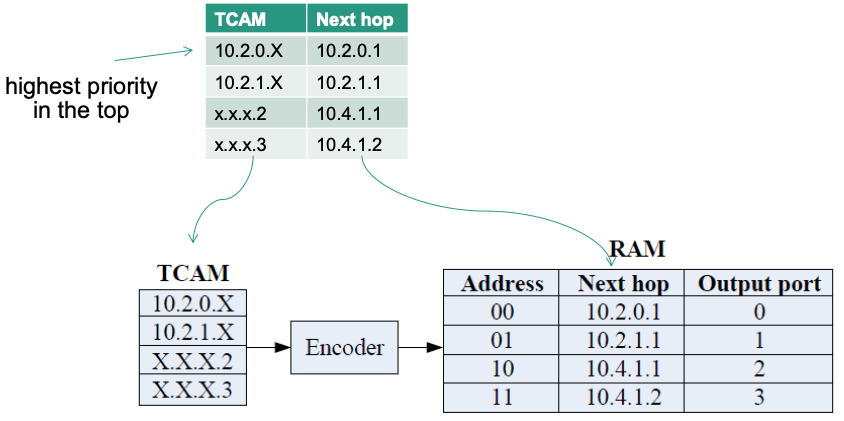 TCAM Next hop
10.2.0.X 10.2.0.1
10.2.1.X 10.2.1.1
x.x.x.2 10.4.1.1
x.x.x.3 10.4.1.2
highest priority
in the top
TCAM
10.2.0.X
10.2.1.X
X.X.X.2
X.X.X.3
Encoder
RAM
Address Next hop Output port
00 10.2.0.1 0
01 10.2.1.1 1
10 10.4.1.1 2
11 10.4.1.2 3